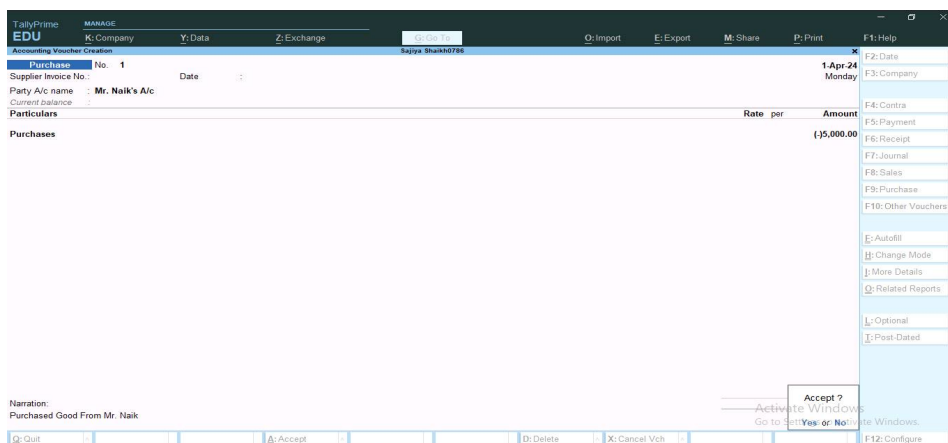 TallyPrime MANAGE
EDU K: Company Y: Data Z: Exchange G: Go To O: Import E: Export M: Share P: Print F1: Help
Accounting Voucher Creation Sajiya Shaikh0786 ×
F2: Date
Purchase No. 1 1-Apr-24
Supplier Invoice No.: Date : Monday
F3: Company
Party A/c name : Mr. Naik's A/c
Current balance :
F4: Contra
Particulars Rate per Amount
F5: Payment
Purchases (-)5,000.00
F6: Receipt
F7: Journal
F8: Sales
F9: Purchase
F10: Other Vouchers
E: Autofill
H: Change Mode
I: More Details
O: Related Reports
L: Optional
T: Post-Dated
Narration:
Purchased Good From Mr. Naik
Accept ?
Yes or No
Activate Windows
Go to Settings to activate Windows.
Q: Quit A: Accept D: Delete X: Cancel Vch F12: Configure